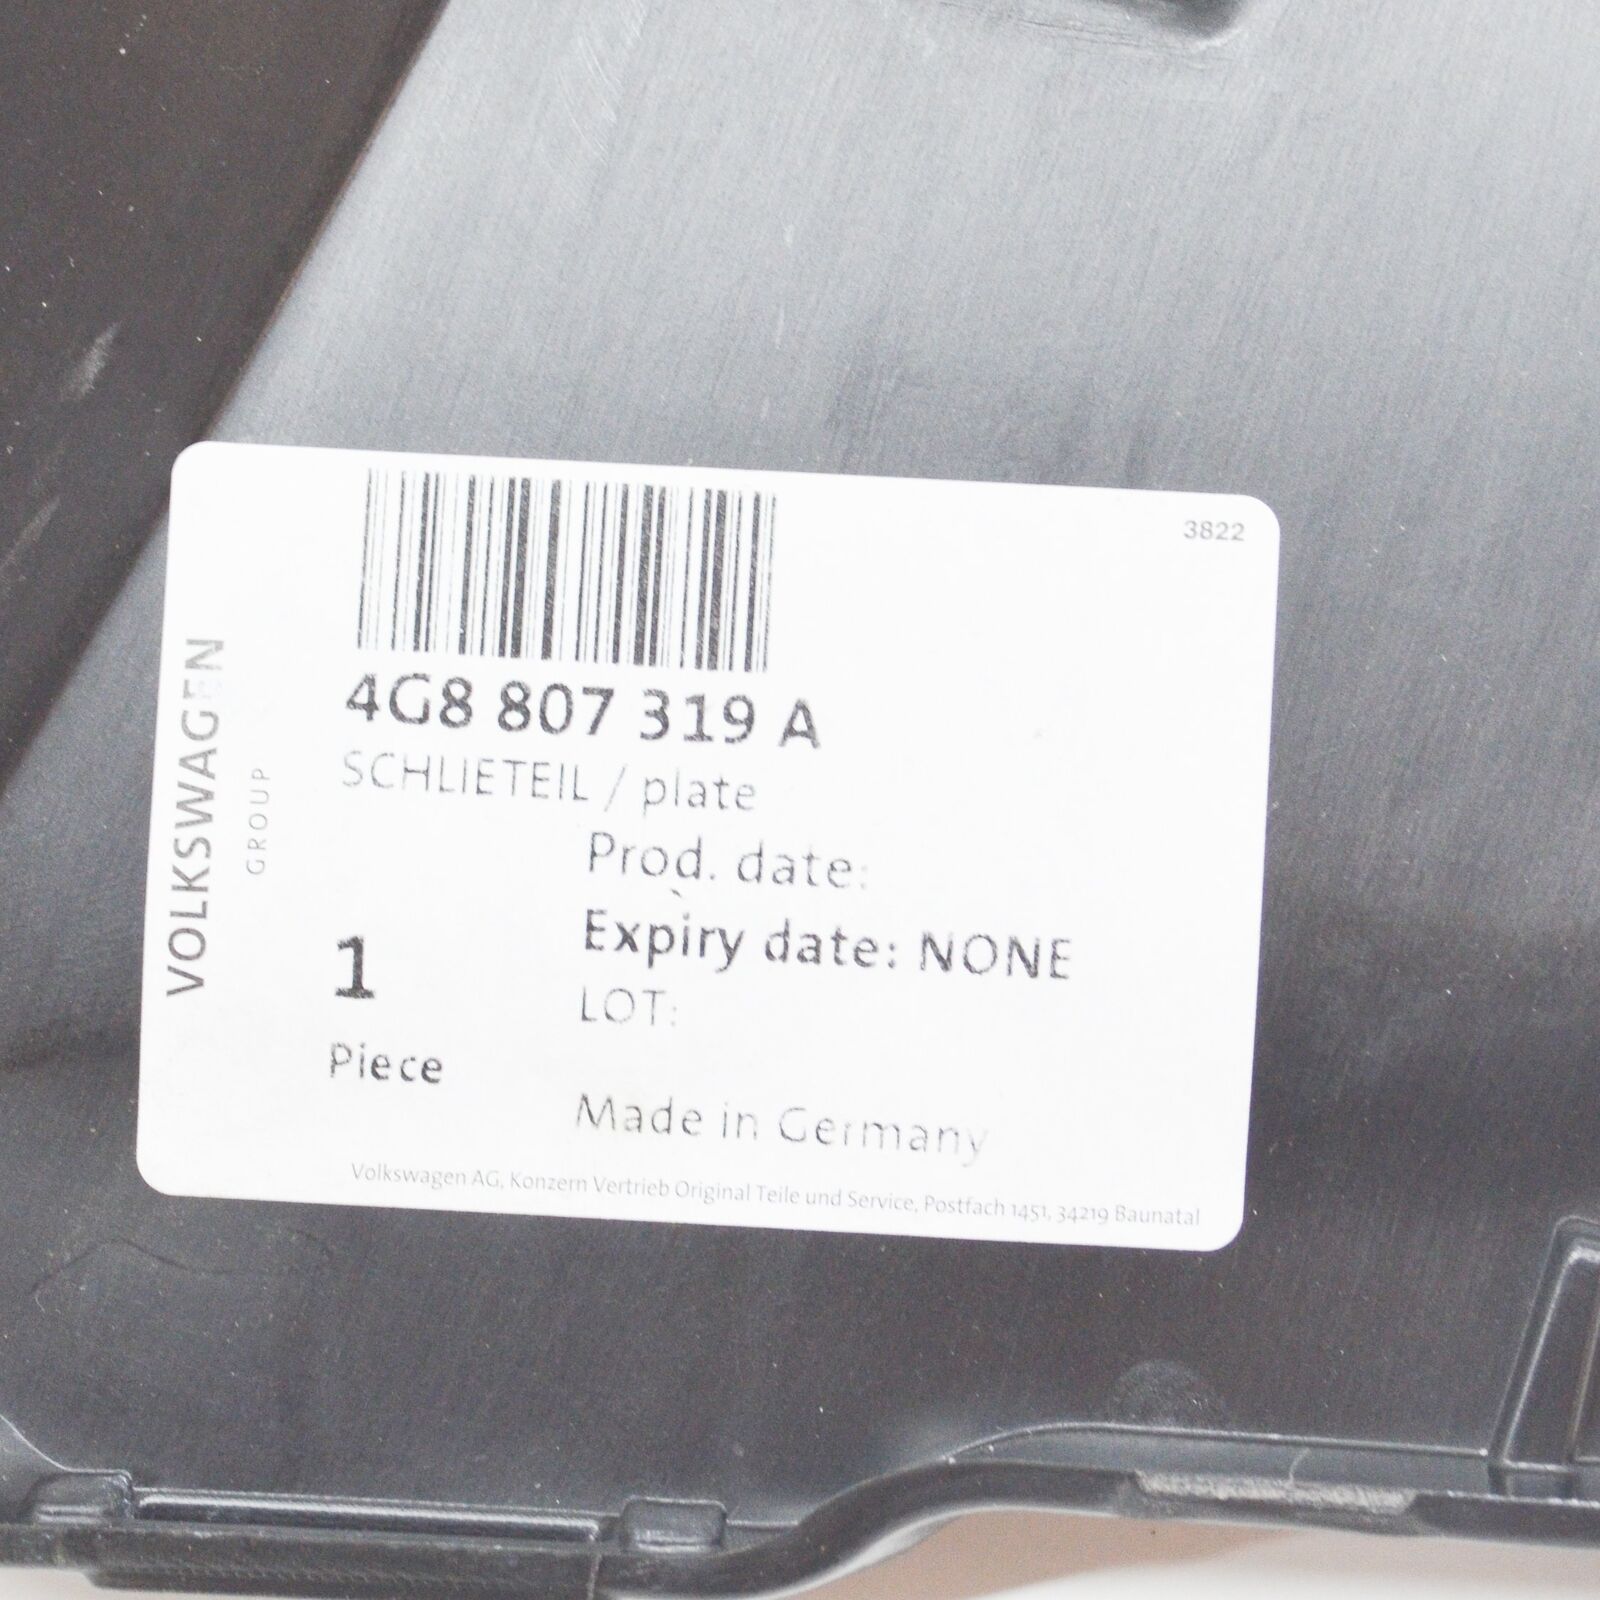 3822
VOLKSWAGEN
GROUP
4G8 807 319 A
SCHLIETEIL / plate
Prod. date:
Expiry date: NONE
LOT:
1
Piece
Made in Germany
Volkswagen AG, Konzern Vertrieb Original Teile und Service, Postfach 1451, 34219 Baunatal